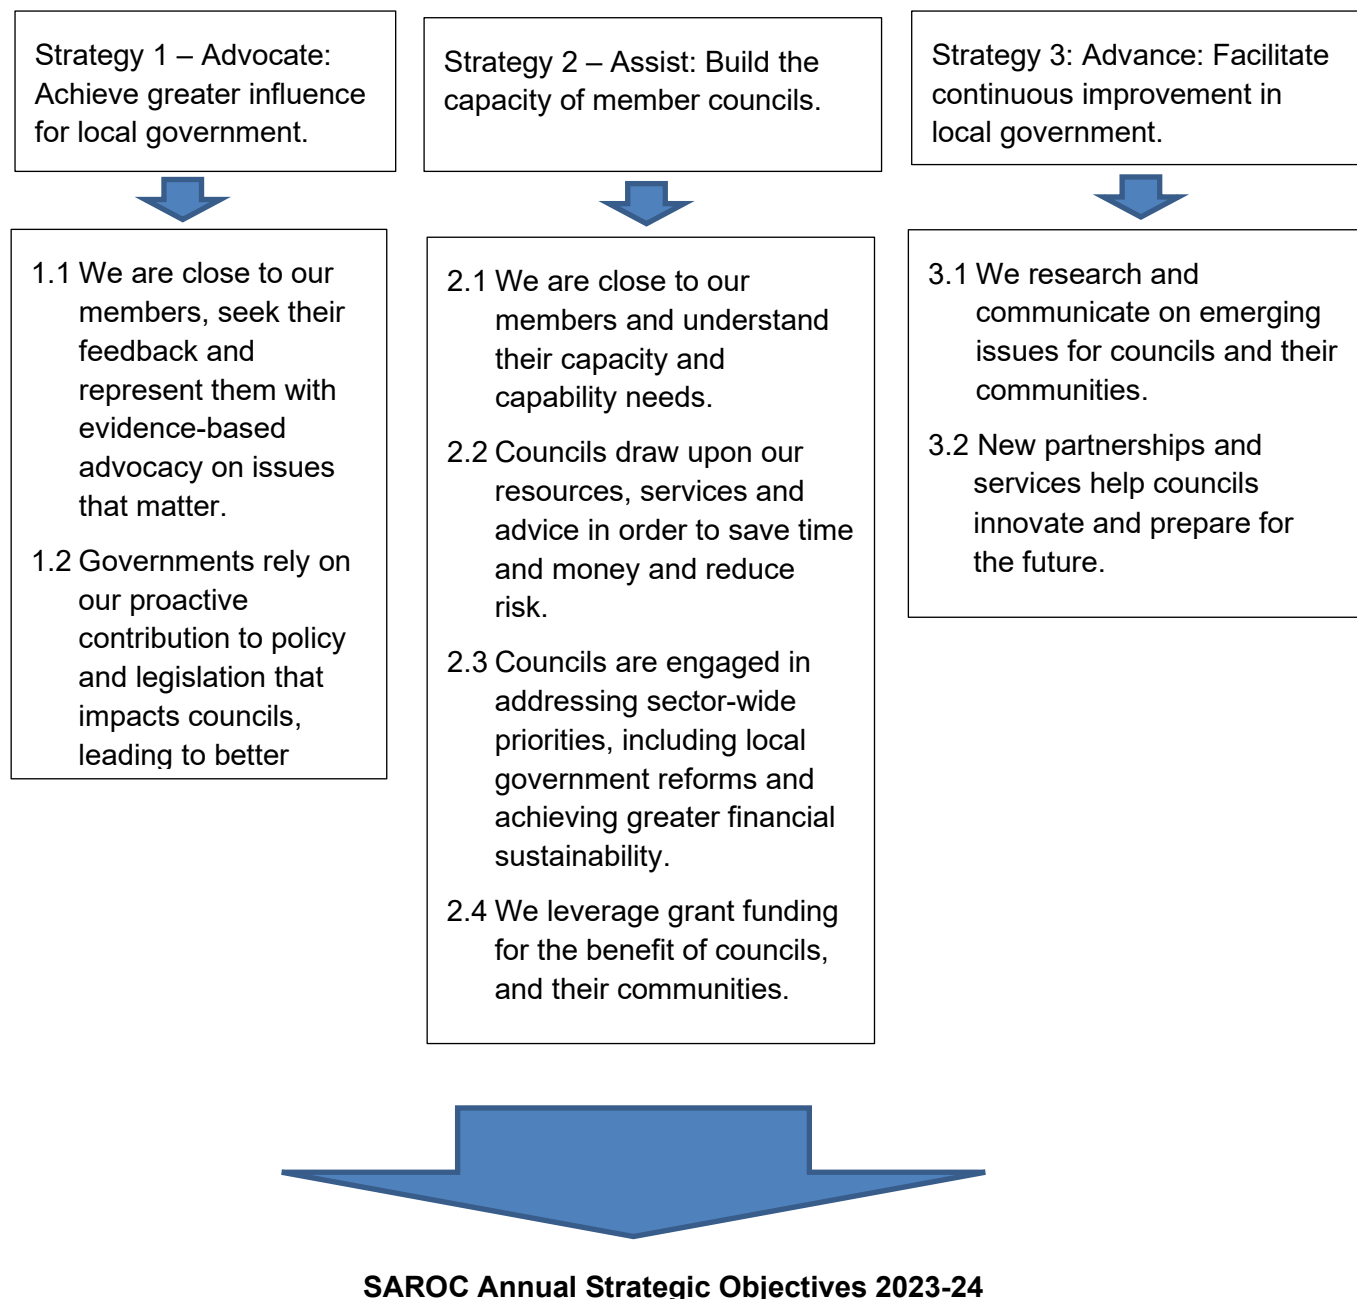 Strategy 1 – Advocate:
Achieve greater influence
for local government.
Strategy 2 – Assist: Build the
capacity of member councils.
Strategy 3: Advance: Facilitate
continuous improvement in
local government.
1.1 We are close to our
members, seek their
feedback and
represent them with
evidence-based
advocacy on issues
that matter.
1.2 Governments rely on
our proactive
contribution to policy
and legislation that
impacts councils,
leading to better
2.1 We are close to our
members and understand
their capacity and
capability needs.
2.2 Councils draw upon our
resources, services and
advice in order to save time
and money and reduce
risk.
2.3 Councils are engaged in
addressing sector-wide
priorities, including local
government reforms and
achieving greater financial
sustainability.
2.4 We leverage grant funding
for the benefit of councils,
and their communities.
3.1 We research and
communicate on emerging
issues for councils and their
communities.
3.2 New partnerships and
services help councils
innovate and prepare for
the future.
SAROC Annual Strategic Objectives 2023-24